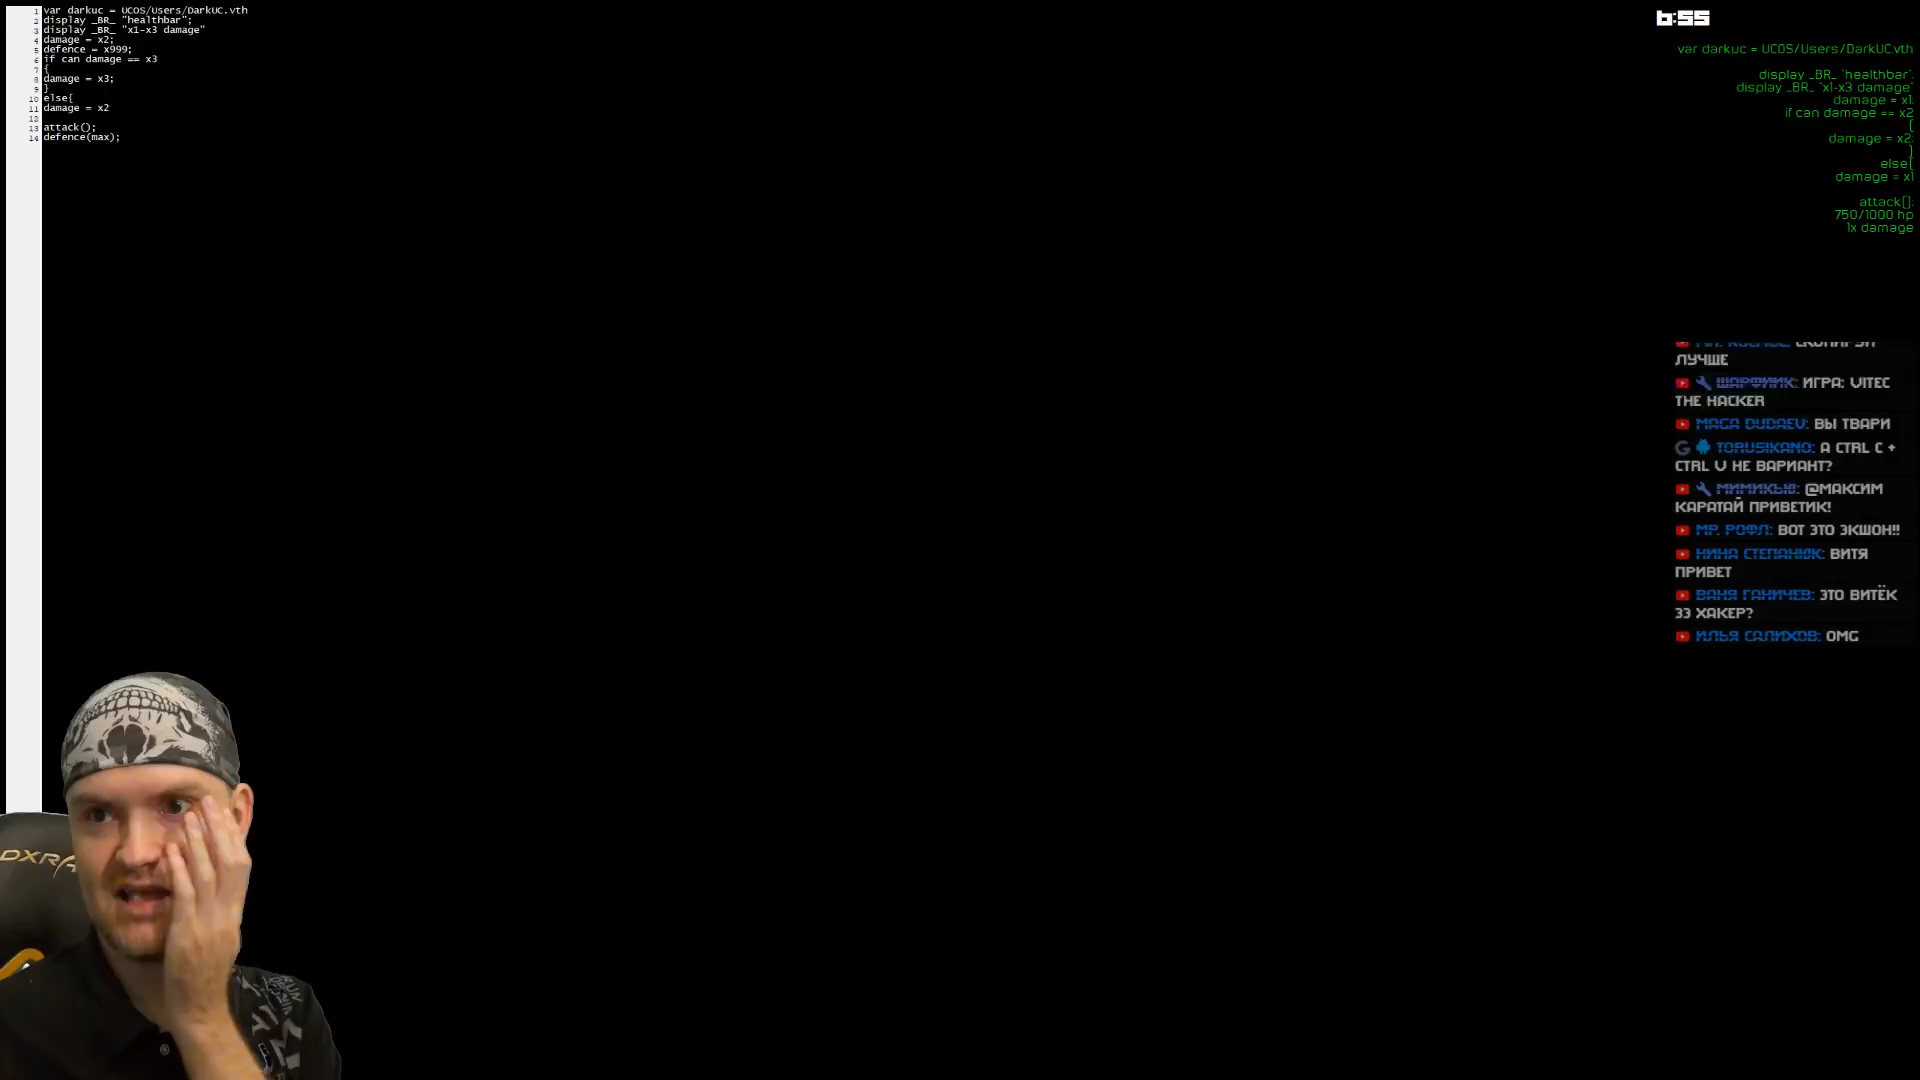 1 var darkuc = UCOS/Users/DarkUC.vth
2 display _BR_ "healthbar";
3 display _BR_ "x1-x3 damage"
4 damage = x2;
5 defence = x999;
6 if can damage == x3
7 {
8 damage = x3;
9 }
10 else{
11 damage = x2
12
13 attack();
14 defence(max);
6:55
var darkuc = UCOS/Users/DarkUC.vth
display _BR_ "healthbar";
display _BR_ "x1-x3 damage"
damage = x1;
if can damage == x2
{
damage = x2;
}
else{
damage = x1
attack();
750/1000 hp
1x damage
ЛУЧШЕ
ШАРФИИК: ИГРА: VITEC
THE HACKER
MAGA DUDAEV: ВЫ ТВАРИ
TORUSIKANO: А CTRL C +
CTRL V НЕ ВАРИАНТ?
МИМИКЬЮ: @МАКСИМ
КАРАТАЙ ПРИВЕТИК!
MR. РОФЛ: ВОТ ЭТО ЭКШОН!!
НИНА СТЕПАНЮК: ВИТЯ
ПРИВЕТ
ВАНЯ ГАНИЧЕВ: ЭТО ВИТЁК
33 ХАКЕР?
ИЛЬЯ САЛИХОВ: OMG
DXRA